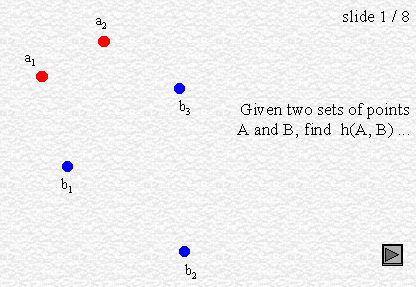 slide 1 / 8
a2
a1
b3
Given two sets of points
A and B, find h(A, B) ...
b1
b2